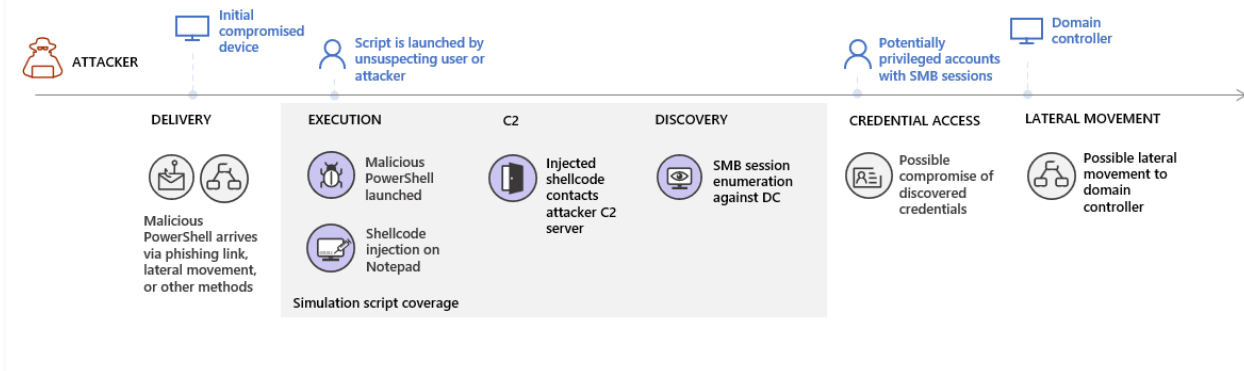 Initial
compromised
device
Script is launched by
unsuspecting user or
attacker
Potentially
privileged accounts
with SMB sessions
Domain
controller
ATTACKER
DELIVERY
EXECUTION
C2
DISCOVERY
CREDENTIAL ACCESS
LATERAL MOVEMENT
Malicious
PowerShell arrives
via phishing link,
lateral movement,
or other methods
Malicious
PowerShell
launched
Shellcode
injection on
Notepad
Injected
shellcode
contacts
attacker C2
server
SMB session
enumeration
against DC
Possible
compromise of
discovered
credentials
Possible lateral
movement to
domain
controller
Simulation script coverage